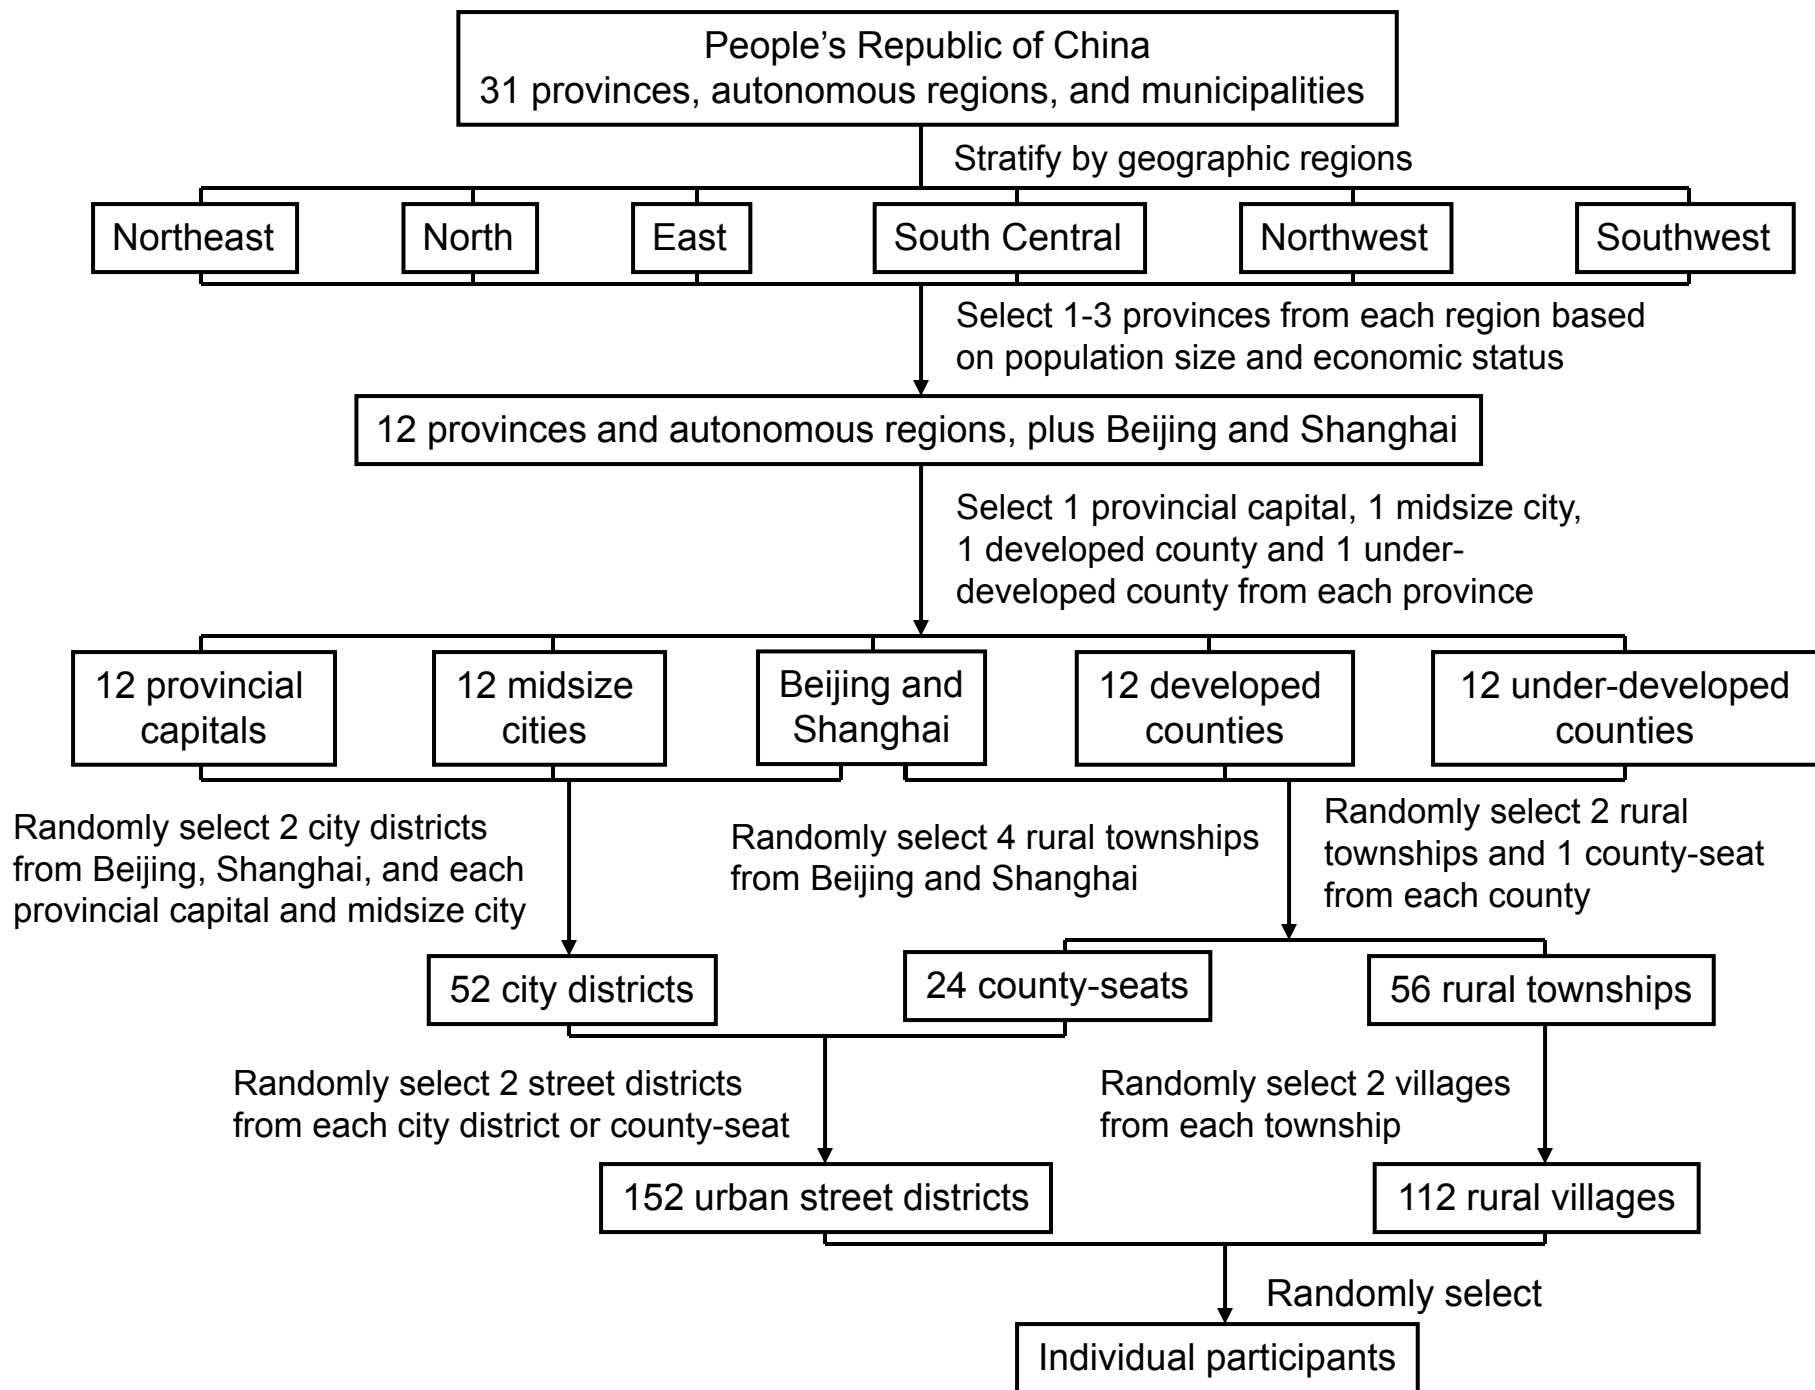 People’s Republic of China
31 provinces, autonomous regions, and municipalities
Stratify by geographic regions
Northeast
North
East
South Central
Northwest
Southwest
Select 1-3 provinces from each region based
on population size and economic status
12 provinces and autonomous regions, plus Beijing and Shanghai
Select 1 provincial capital, 1 midsize city,
1 developed county and 1 under-
developed county from each province
12 provincial
capitals
12 midsize
cities
Beijing and
Shanghai
12 developed
counties
12 under-developed
counties
Randomly select 2 city districts
from Beijing, Shanghai, and each
provincial capital and midsize city
Randomly select 4 rural townships
from Beijing and Shanghai
Randomly select 2 rural
townships and 1 county-seat
from each county
52 city districts
24 county-seats
56 rural townships
Randomly select 2 street districts
from each city district or county-seat
Randomly select 2 villages
from each township
152 urban street districts
112 rural villages
Randomly select
Individual participants